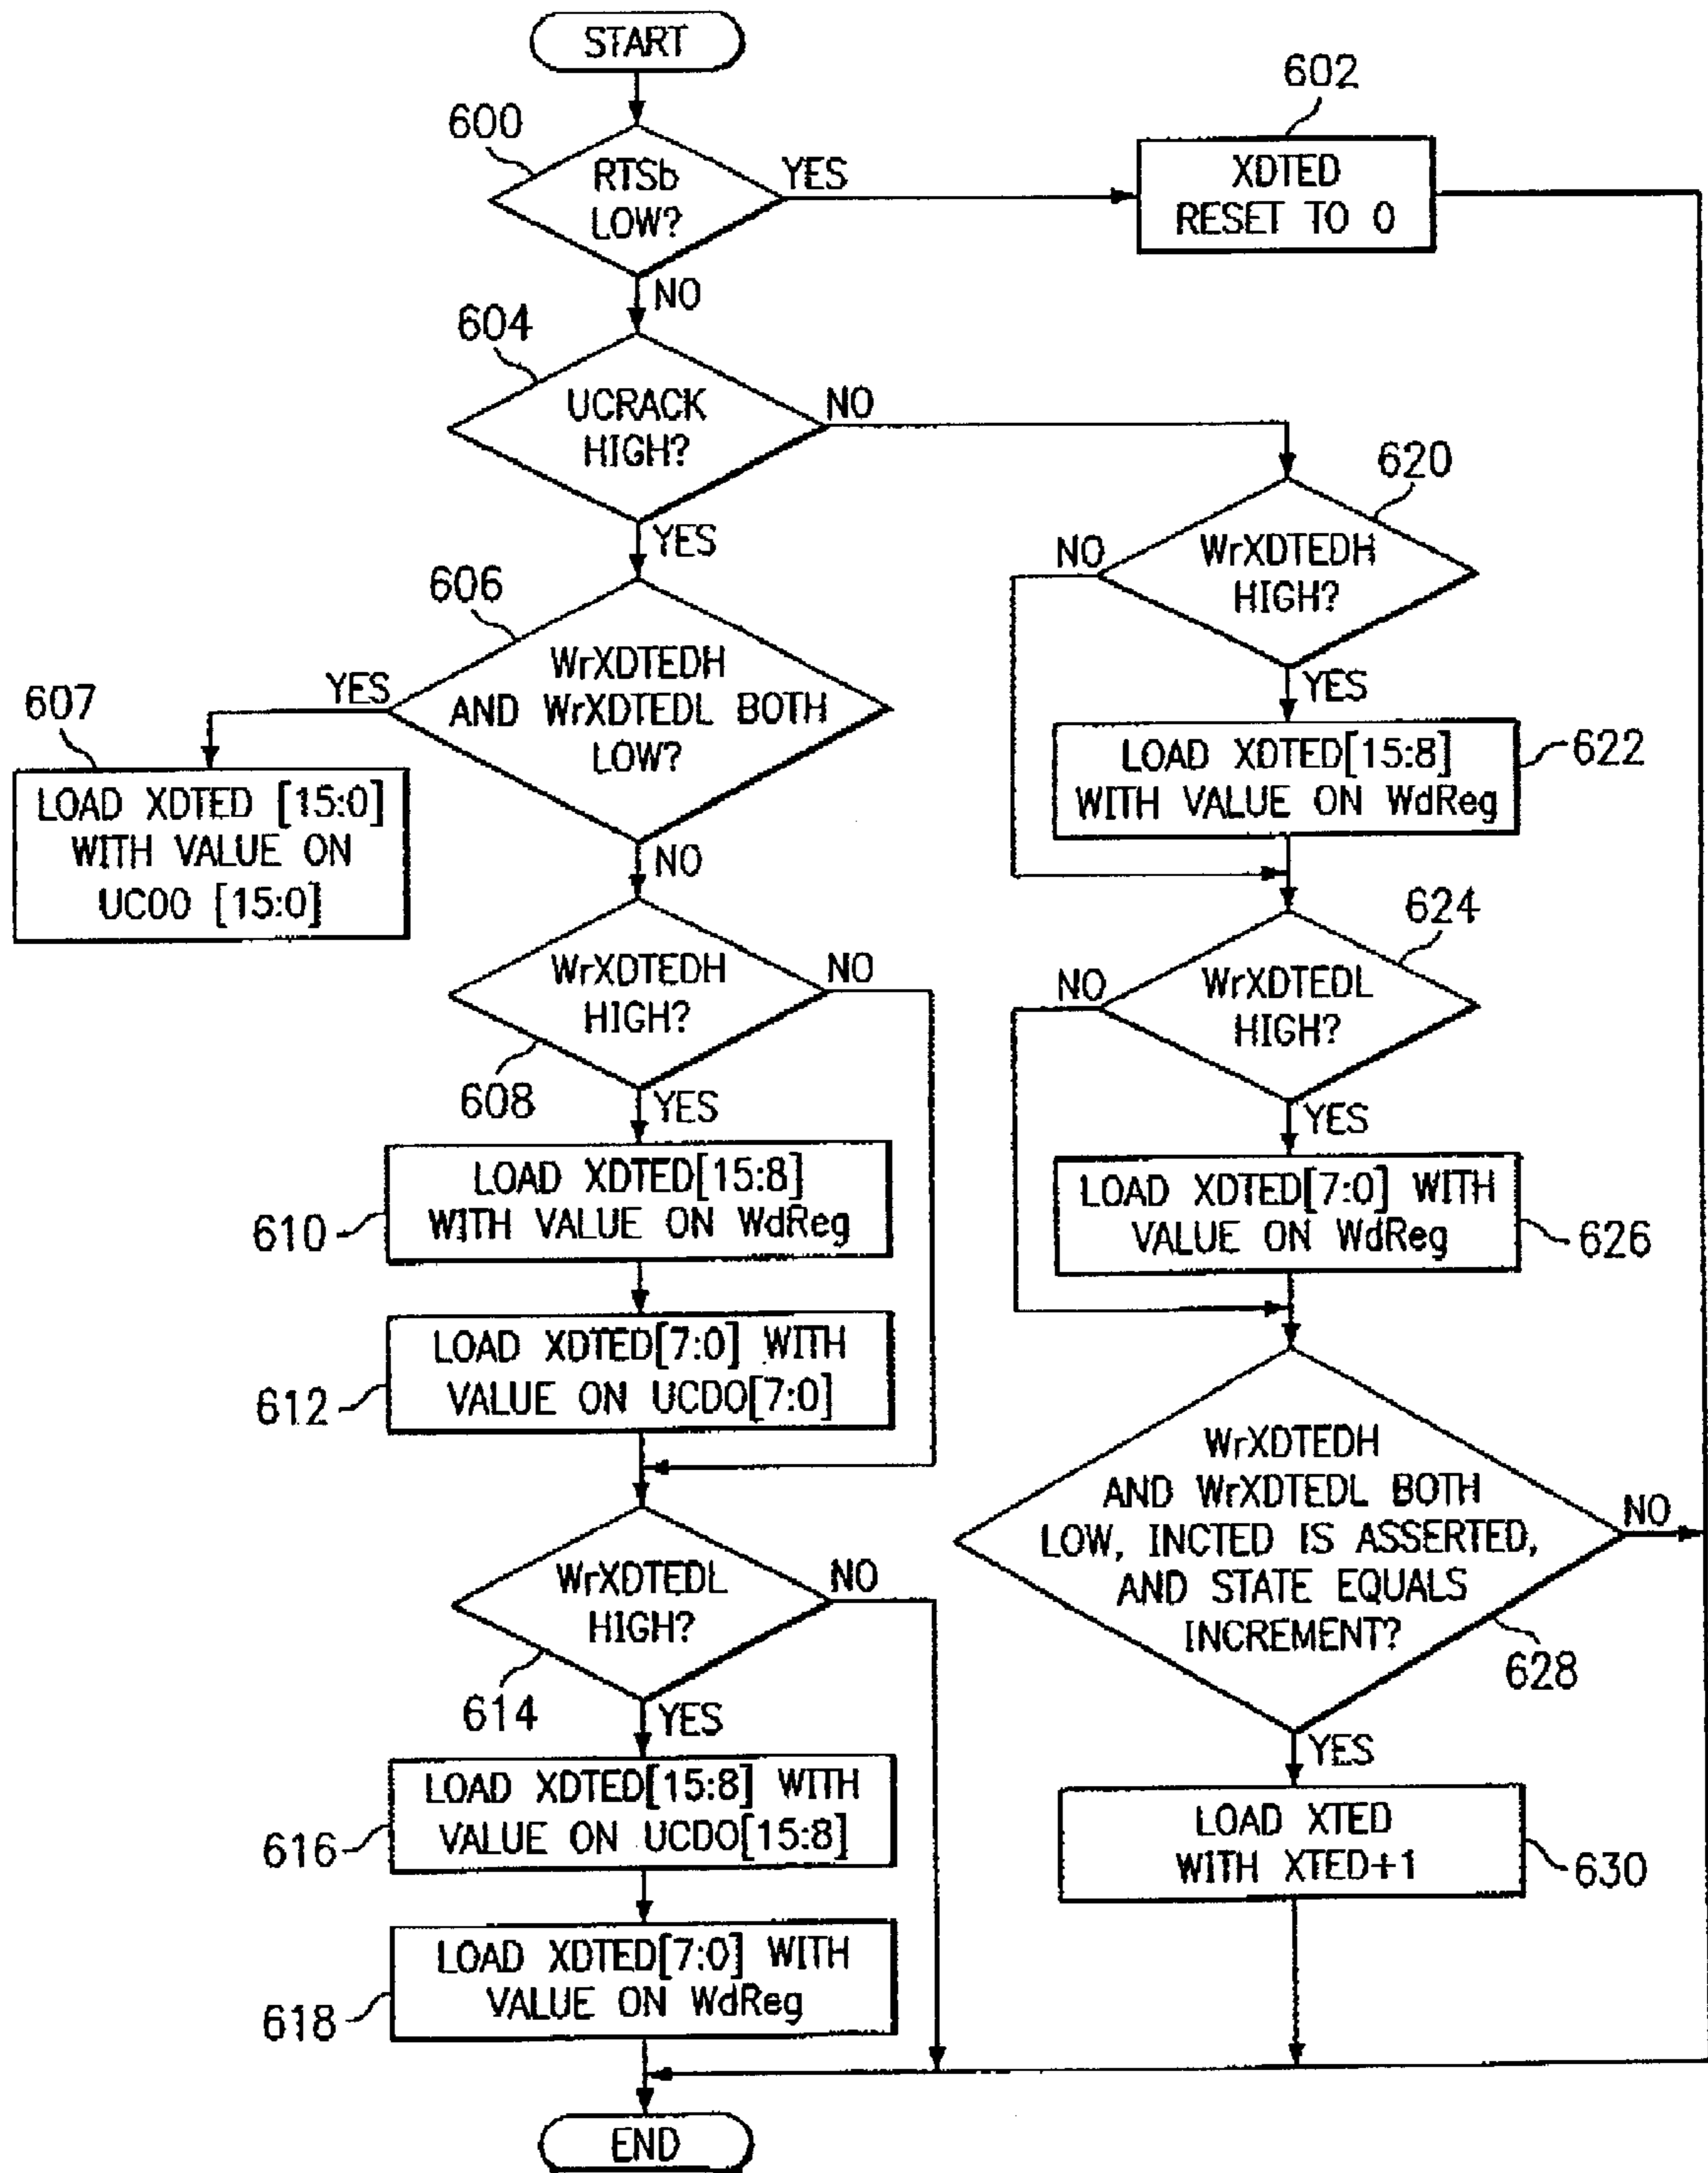 START
600
RTSb
LOW?
YES
602
XDTED
RESET TO 0
NO
604
UCRACK
HIGH?
NO
YES
606
WrXDTEDH
AND WrXDTEDL BOTH
LOW?
YES
607
LOAD XDTED [15:0]
WITH VALUE ON
UCOO [15:0]
NO
WrXDTEDH
HIGH?
NO
608
YES
LOAD XDTED[15:8]
WITH VALUE ON WdReg
610
LOAD XDTED[7:0] WITH
VALUE ON UCDO[7:0]
612
WrXDTEDL
HIGH?
NO
614
YES
LOAD XDTED[15:8] WITH
VALUE ON UCDO[15:8]
616
LOAD XDTED[7:0] WITH
VALUE ON WdReg
618
620
NO
WrXDTEDH
HIGH?
YES
LOAD XDTED[15:8]
WITH VALUE ON WdReg
622
624
NO
WrXDTEDL
HIGH?
YES
LOAD XDTED[7:0] WITH
VALUE ON WdReg
626
WrXDTEDH
AND WrXDTEDL BOTH
LOW, INCTED IS ASSERTED,
AND STATE EQUALS
INCREMENT?
NO
628
YES
LOAD XTED
WITH XTED+1
630
END